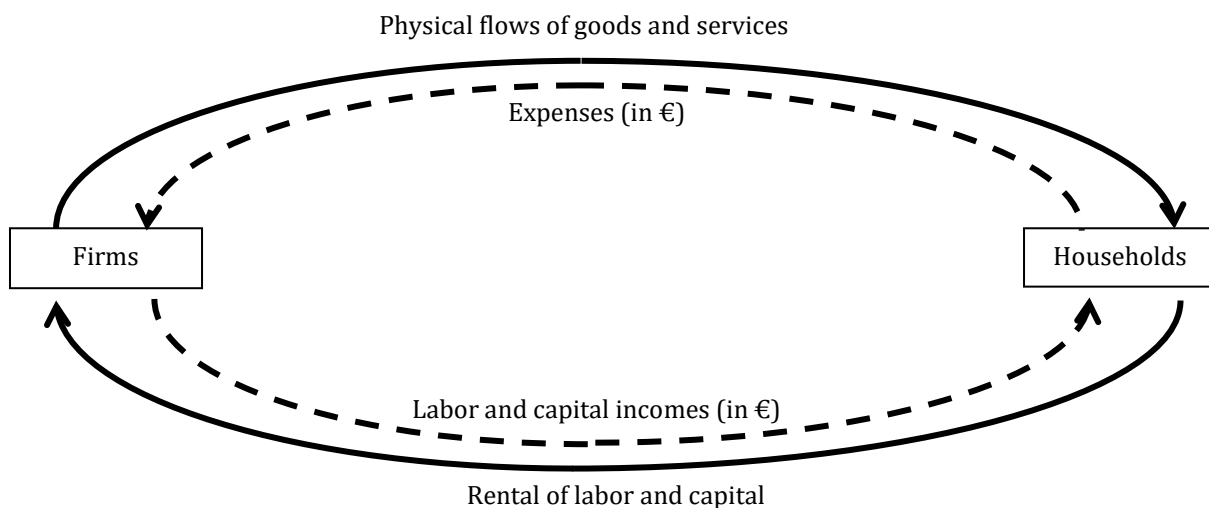 Physical flows of goods and services
Expenses (in €)
Firms
Households
Labor and capital incomes (in €)
Rental of labor and capital